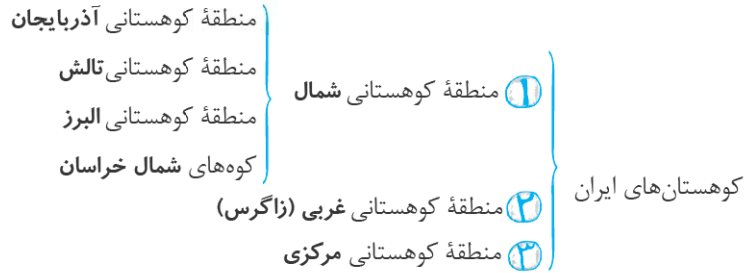 کوهستان‌های ایران
۱ منطقهٔ کوهستانی شمال
منطقهٔ کوهستانی آذربایجان
منطقهٔ کوهستانی تالش
منطقهٔ کوهستانی البرز
کوه‌های شمال خراسان
۲ منطقهٔ کوهستانی غربی (زاگرس)
۳ منطقهٔ کوهستانی مرکزی